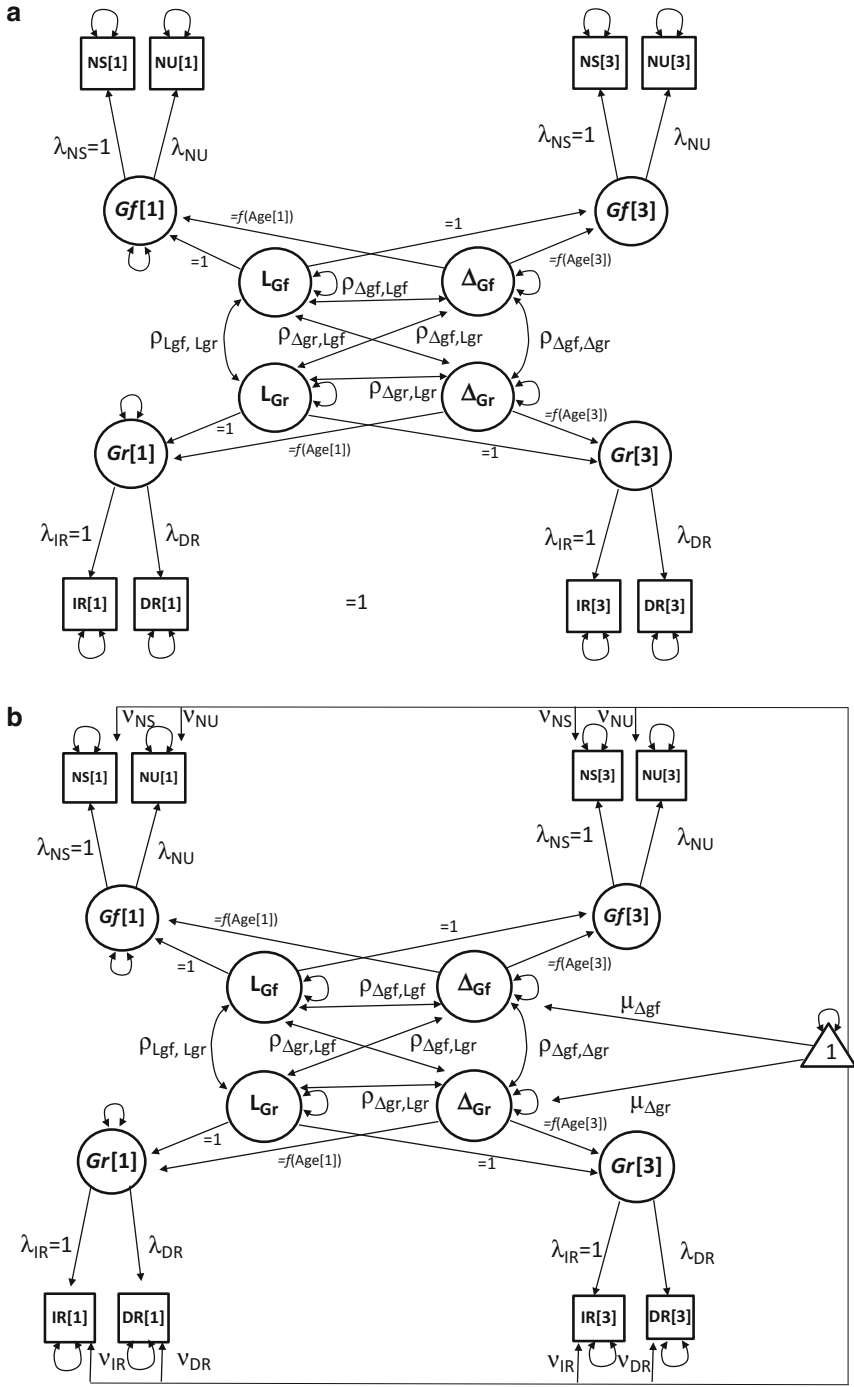 a
NS[1] NU[1] NS[3] NU[3]
λNS=1 λNU λNS=1 λNU
Gf[1] Gf[3]
=f(Age[1]) =1
=1 =f(Age[3])
LGf ΔGf
ρΔgf,Lgf
ρLgf, Lgr ρΔgr,Lgf ρΔgf,Lgr ρΔgf,Δgr
LGr ΔGr
ρΔgr,Lgr
=1 =f(Age[3])
=f(Age[1]) =1
Gr[1] Gr[3]
λIR=1 λDR λIR=1 λDR
IR[1] DR[1] =1 IR[3] DR[3]
b
νNS νNU νNS νNU
NS[1] NU[1] NS[3] NU[3]
λNS=1 λNU λNS=1 λNU
Gf[1] Gf[3]
=f(Age[1]) =1
=1 =f(Age[3])
LGf ΔGf
ρΔgf,Lgf μΔgf
ρLgf, Lgr ρΔgr,Lgf ρΔgf,Lgr ρΔgf,Δgr 1
LGr ΔGr
ρΔgr,Lgr μΔgr
=1 =f(Age[3])
=f(Age[1]) =1
Gr[1] Gr[3]
λIR=1 λDR λIR=1 λDR
IR[1] DR[1] IR[3] DR[3]
νIR νDR νIR νDR